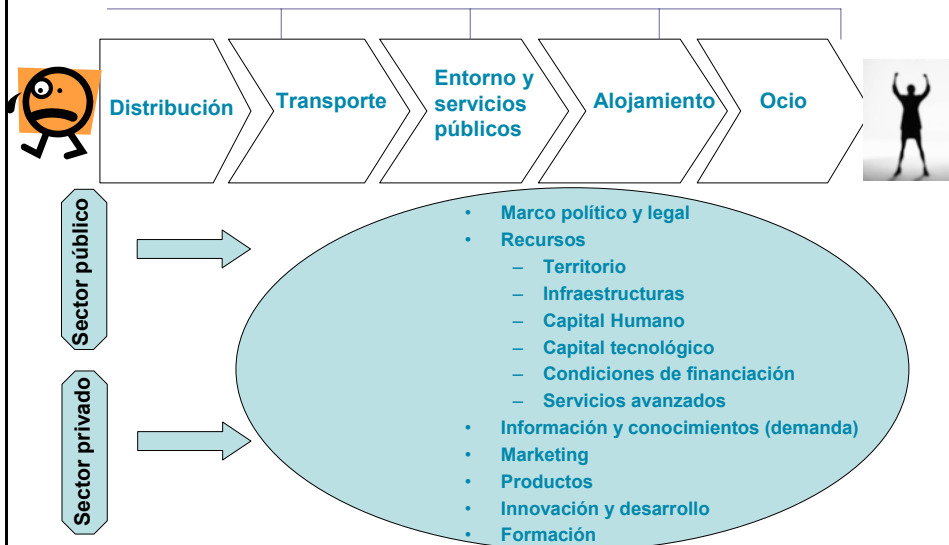 Distribución
Transporte
Entorno y
servicios
públicos
Alojamiento
Ocio
Sector público
Sector privado
• Marco político y legal
• Recursos
– Territorio
– Infraestructuras
– Capital Humano
– Capital tecnológico
– Condiciones de financiación
– Servicios avanzados
• Información y conocimientos (demanda)
• Marketing
• Productos
• Innovación y desarrollo
• Formación